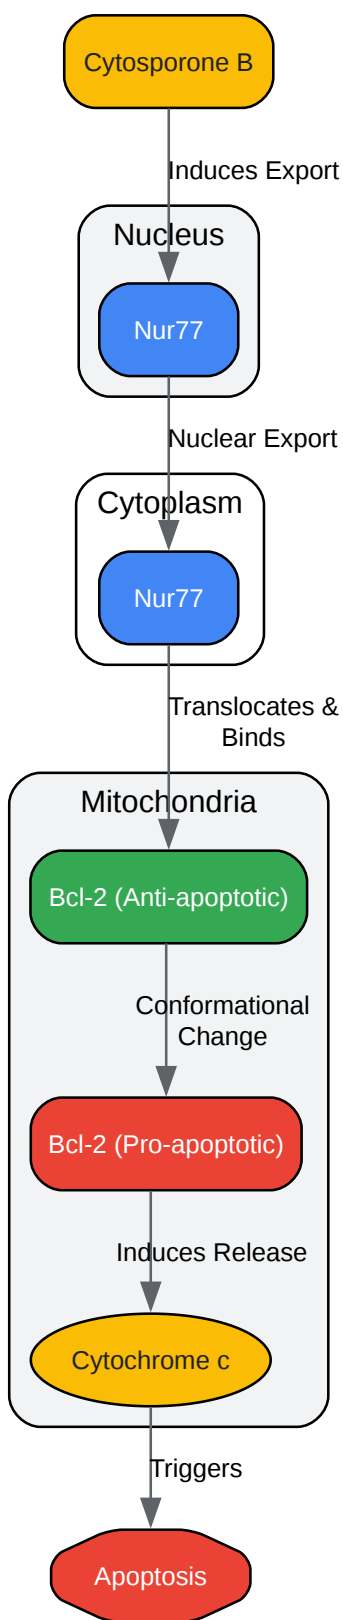 Cytosporone B
Induces Export
Nucleus
Nur77
Nuclear Export
Cytoplasm
Nur77
Translocates &
Binds
Mitochondria
Bcl-2 (Anti-apoptotic)
Conformational
Change
Bcl-2 (Pro-apoptotic)
Induces Release
Cytochrome c
Triggers
Apoptosis